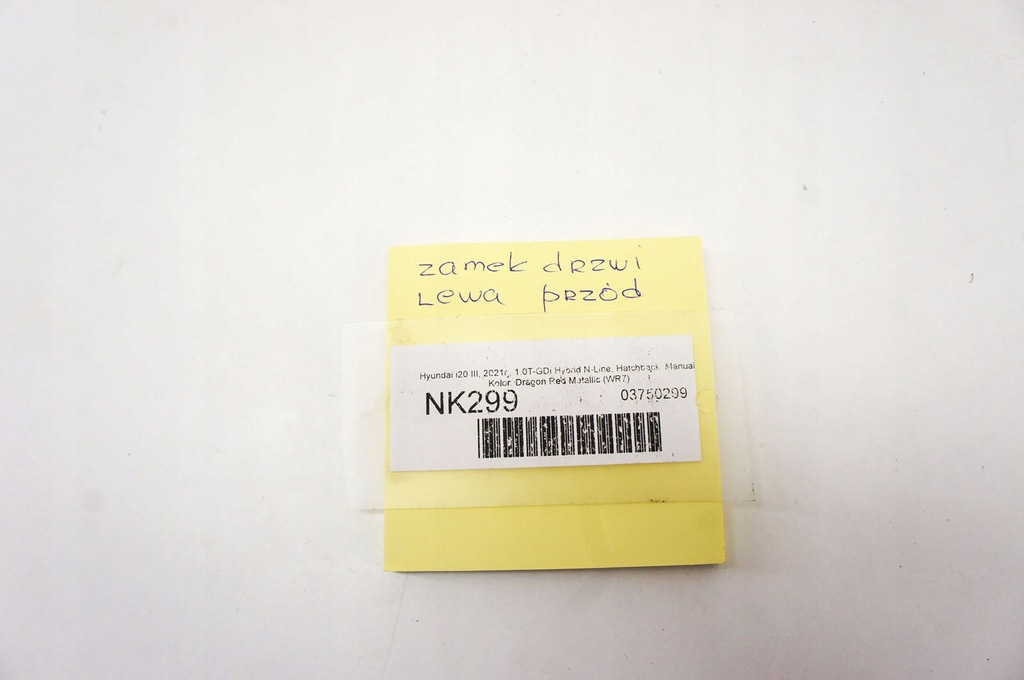 zamek drzwi
Lewa przód
Hyundai i20 III, 2021r., 1.0T-GDi Hybrid N-Line, Hatchback, Manual
Kolor: Dragon Red Metallic (WR7)
NK299 03750299